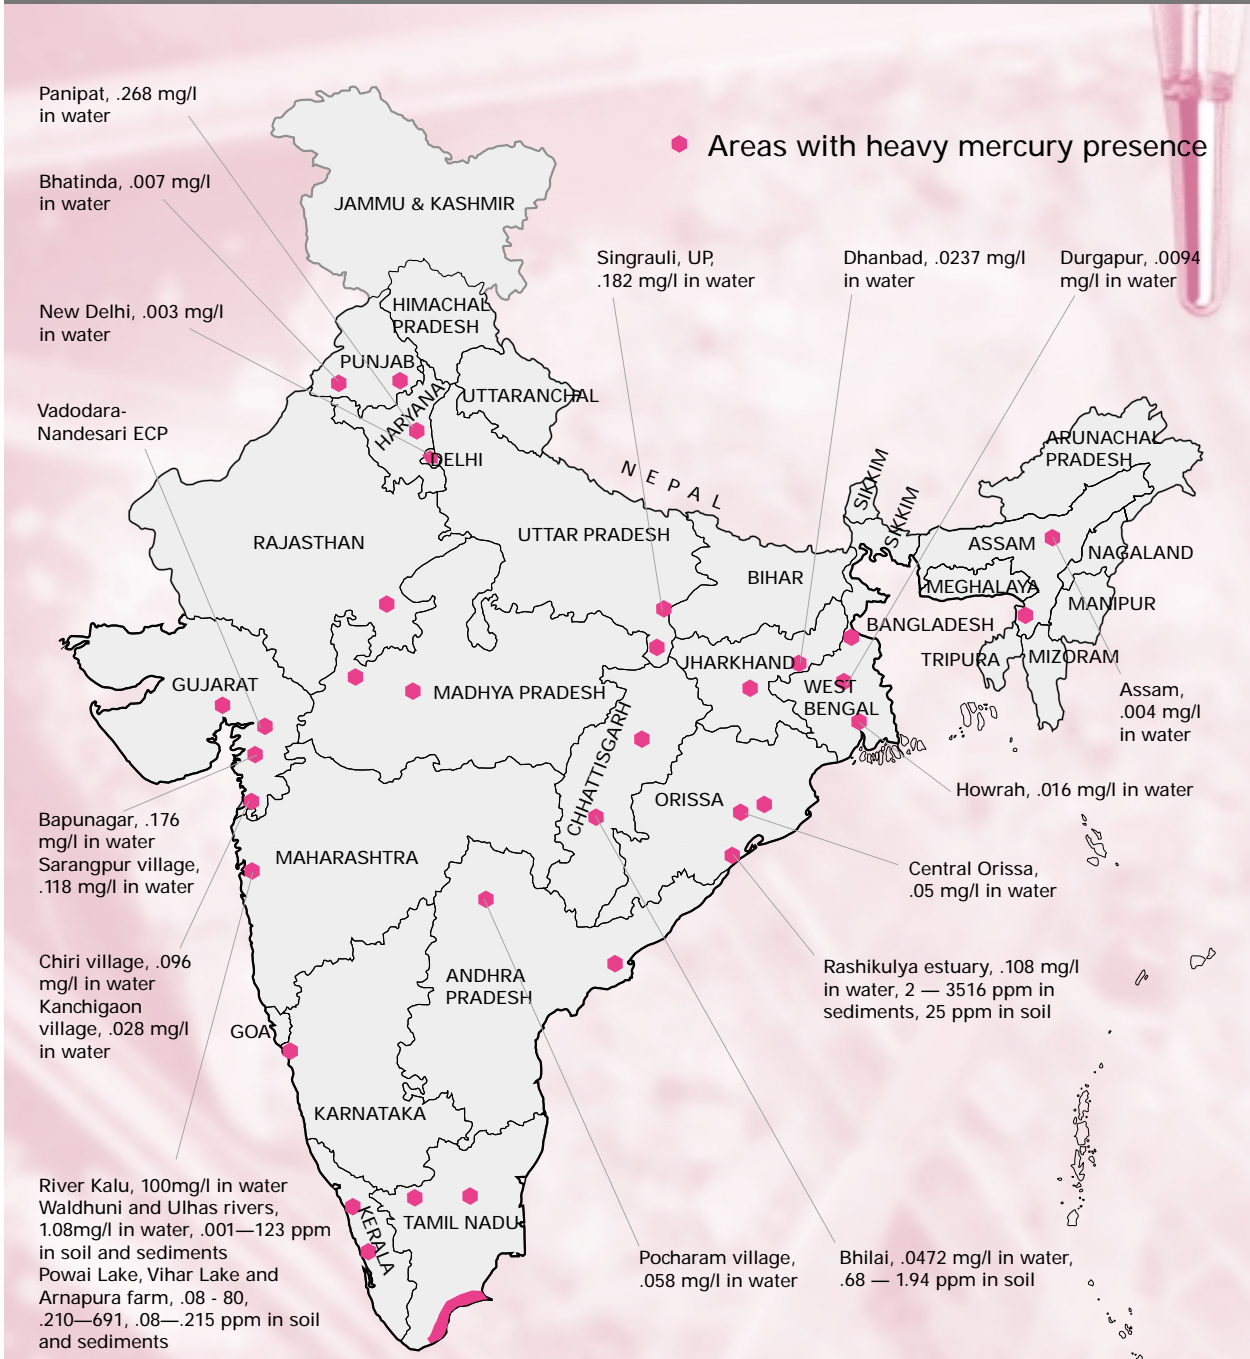 Panipat, .268 mg/l
in water
Areas with heavy mercury presence
Bhatinda, .007 mg/l
in water
JAMMU & KASHMIR
Singrauli, UP,
.182 mg/l in water
Dhanbad, .0237 mg/l
in water
Durgapur, .0094
mg/l in water
New Delhi, .003 mg/l
in water
HIMACHAL
PRADESH
PUNJAB
UTTARANCHAL
HARYANA
Vadodara-
Nandesari ECP
DELHI
NEPAL
SIKKIM
SIKKIM
ARUNACHAL
PRADESH
RAJASTHAN
UTTAR PRADESH
BIHAR
ASSAM
NAGALAND
MEGHALAYA
MANIPUR
BANGLADESH
TRIPURA
MIZORAM
GUJARAT
MADHYA PRADESH
JHARKHAND
WEST
BENGAL
Assam,
.004 mg/l
in water
CHHATTISGARH
ORISSA
Howrah, .016 mg/l in water
Bapunagar, .176
mg/l in water
Sarangpur village,
.118 mg/l in water
MAHARASHTRA
Central Orissa,
.05 mg/l in water
Chiri village, .096
mg/l in water
Kanchigaon
village, .028 mg/l
in water
ANDHRA
PRADESH
Rashikulya estuary, .108 mg/l
in water, 2 — 3516 ppm in
sediments, 25 ppm in soil
GOA
KARNATAKA
River Kalu, 100mg/l in water
Waldhuni and Ulhas rivers,
1.08mg/l in water, .001—123 ppm
in soil and sediments
Powai Lake, Vihar Lake and
Arnapura farm, .08 - 80,
.210—691, .08—.215 ppm in soil
and sediments
KERALA
TAMIL NADU
Pocharam village,
.058 mg/l in water
Bhilai, .0472 mg/l in water,
.68 — 1.94 ppm in soil